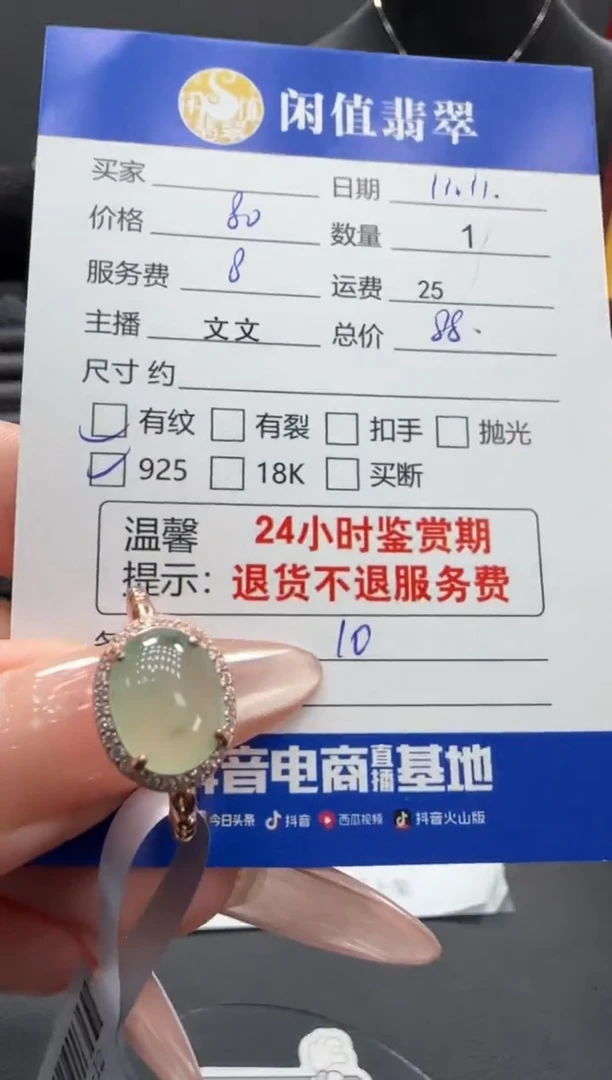 闲值翡翠
买家 日期 11.11.
价格 80 数量 1
服务费 8 运费 25
主播 文文 总价 88.
尺寸 约
有纹 有裂 扣手 抛光
925 18K 买断
温馨 24小时鉴赏期
提示： 退货不退服务费
10
音电商直播基地
今日头条 抖音 西瓜视频 抖音火山版